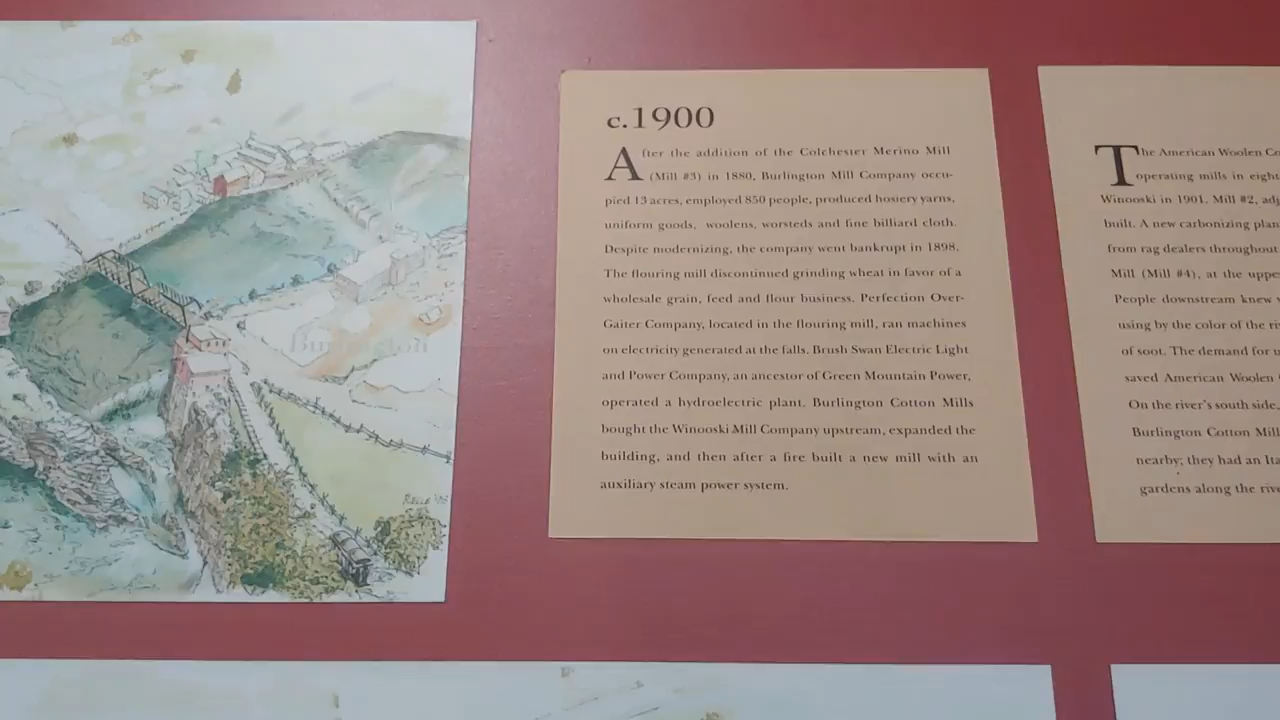 Burlington
RELLE
c.1900
After the addition of the Colchester Merino Mill
(Mill #3) in 1880, Burlington Mill Company occu-
pied 13 acres, employed 850 people, produced hosiery yarns,
uniform goods, woolens, worsteds and fine billiard cloth.
Despite modernizing, the company went bankrupt in 1898.
The flouring mill discontinued grinding wheat in favor of a
wholesale grain, feed and flour business. Perfection Over-
Gaiter Company, located in the flouring mill, ran machines
on electricity generated at the falls. Brush Swan Electric Light
and Power Company, an ancestor of Green Mountain Power,
operated a hydroelectric plant. Burlington Cotton Mills
bought the Winooski Mill Company upstream, expanded the
building, and then after a fire built a new mill with an
auxiliary steam power system.
The American Woolen Co
operating mills in eight
Winooski in 1901. Mill #2, adj
built. A new carbonizing plan
from rag dealers throughout
Mill (Mill #4), at the uppe
People downstream knew
using by the color of the ri
of soot. The demand for u
saved American Woolen
On the river's south side,
Burlington Cotton Mill
nearby; they had an Ita
gardens along the rive